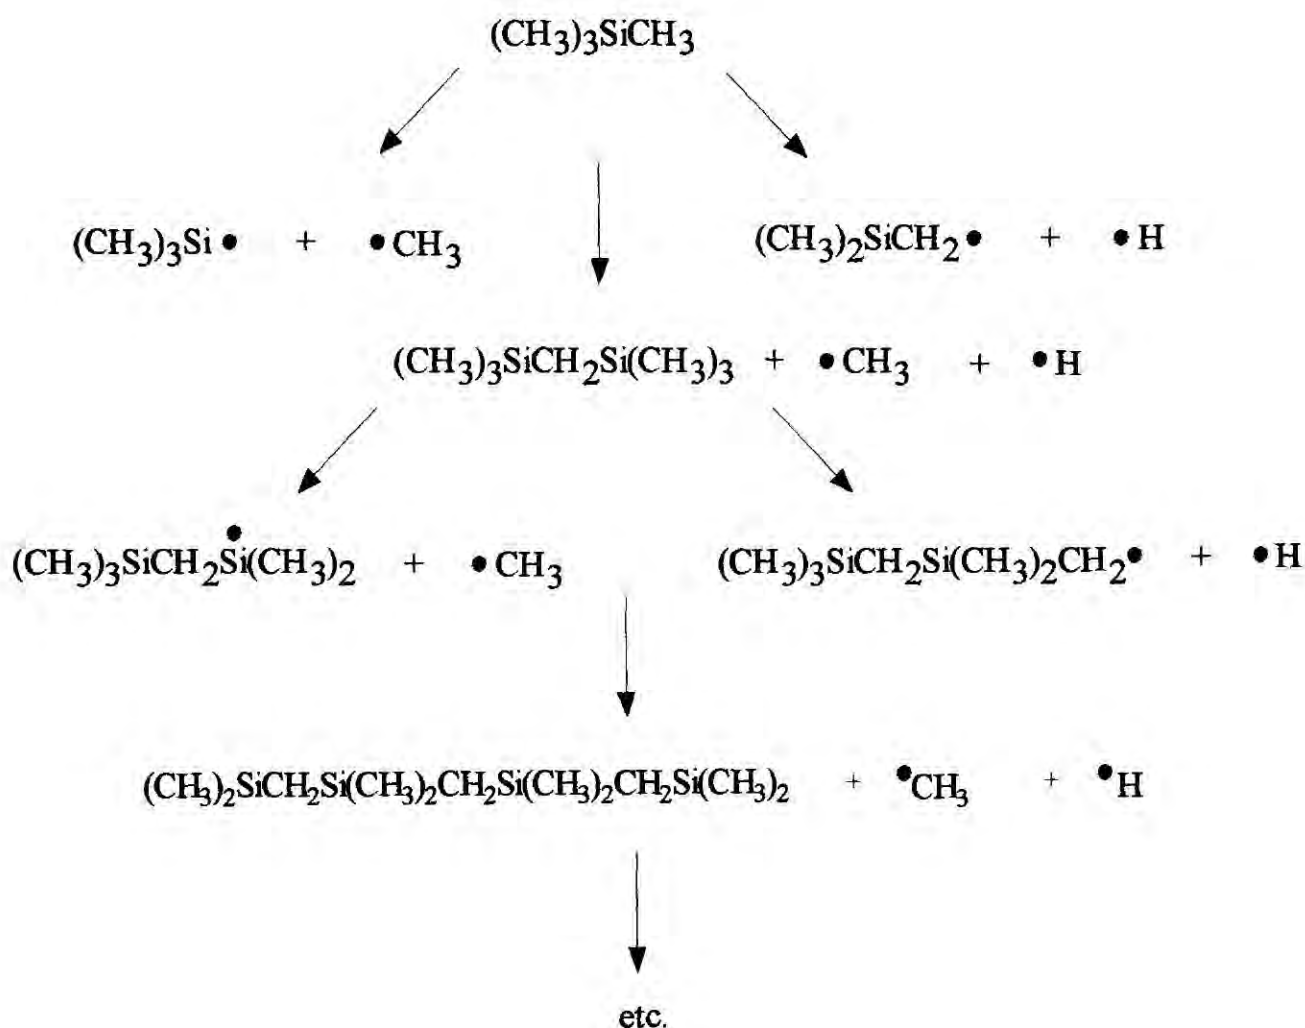 (CH₃)₃SiCH₃
(CH₃)₃Si• + •CH₃ (CH₃)₂SiCH₂• + •H
(CH₃)₃SiCH₂Si(CH₃)₃ + •CH₃ + •H
(CH₃)₃SiCH₂Ṡi(CH₃)₂ + •CH₃ (CH₃)₃SiCH₂Si(CH₃)₂CH₂• + •H
(CH₃)₂SiCH₂Si(CH₃)₂CH₂Si(CH₃)₂CH₂Si(CH₃)₂ + •CH₃ + •H
etc.